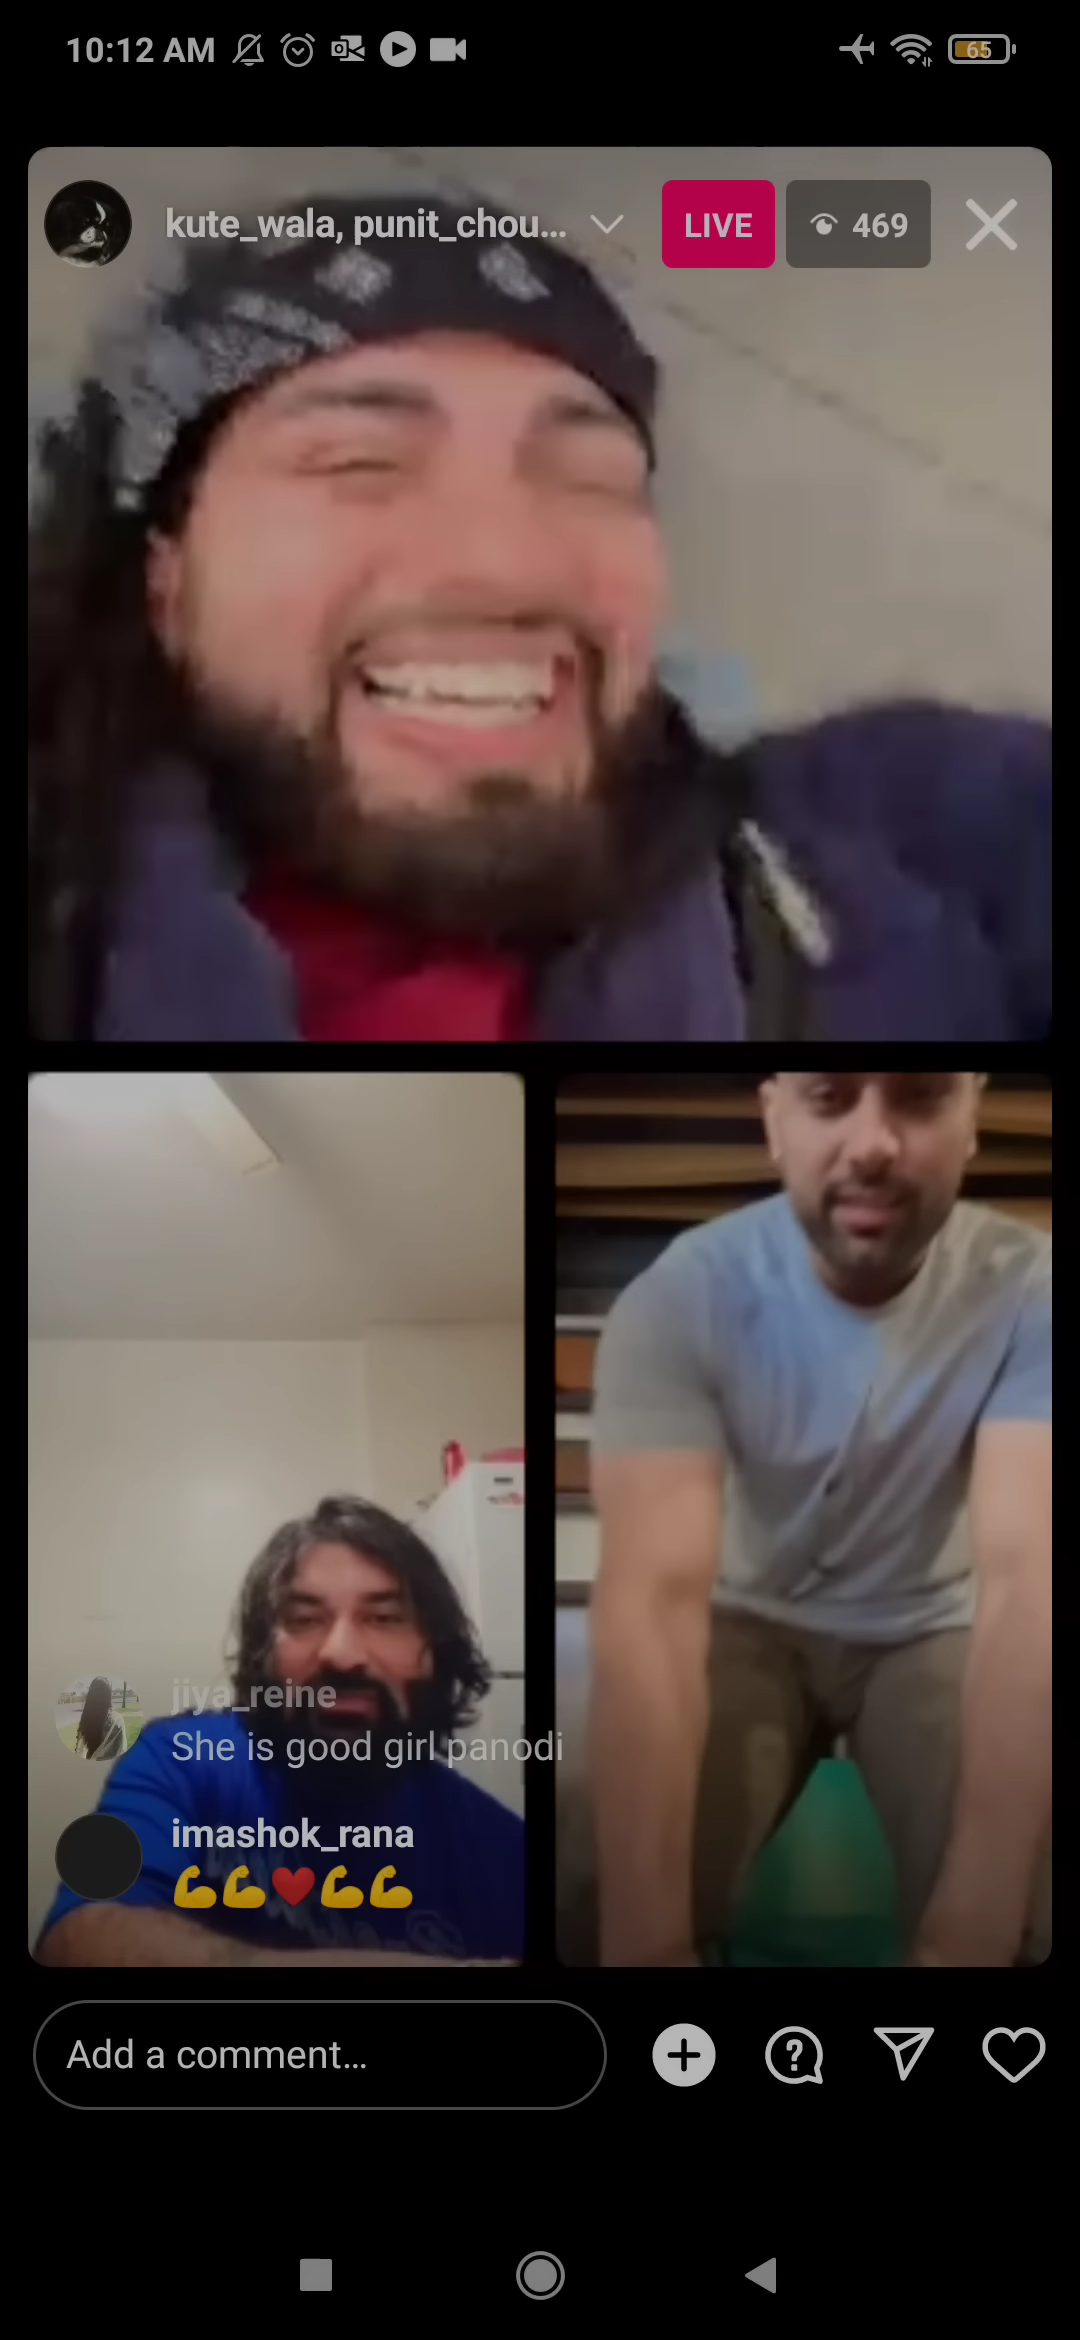 10:12 AM
65
kute_wala, punit_chou...
LIVE
469
jiya_reine
She is good girl panodi
imashok_rana
💪💪❤️💪💪
Add a comment...